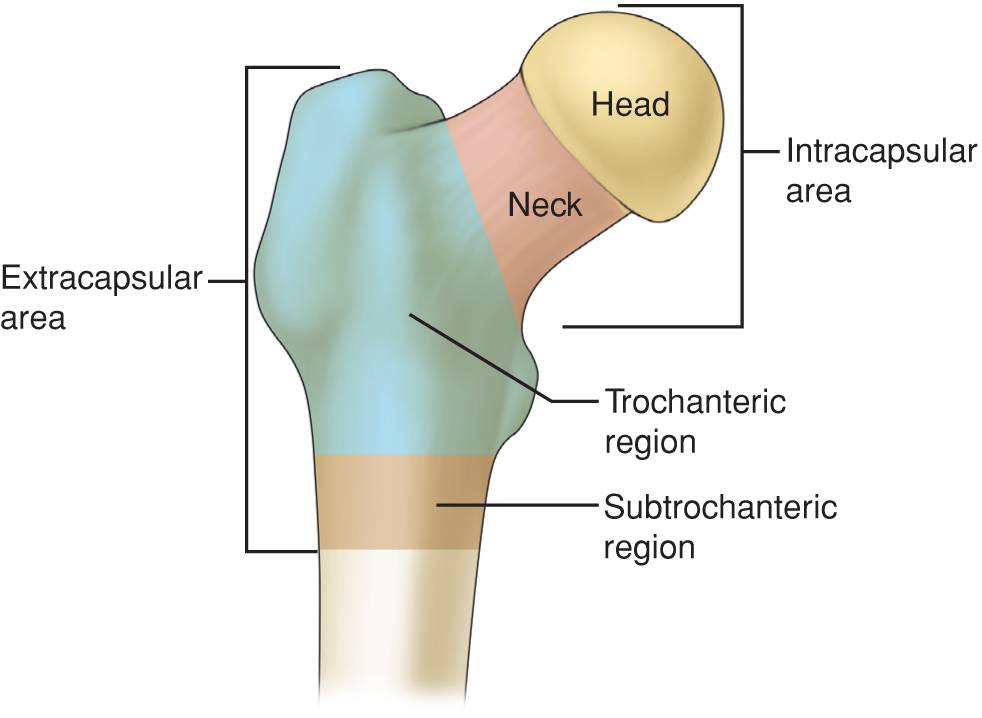 Head
Intracapsular
area
Neck
Extracapsular
area
Trochanteric
region
Subtrochanteric
region